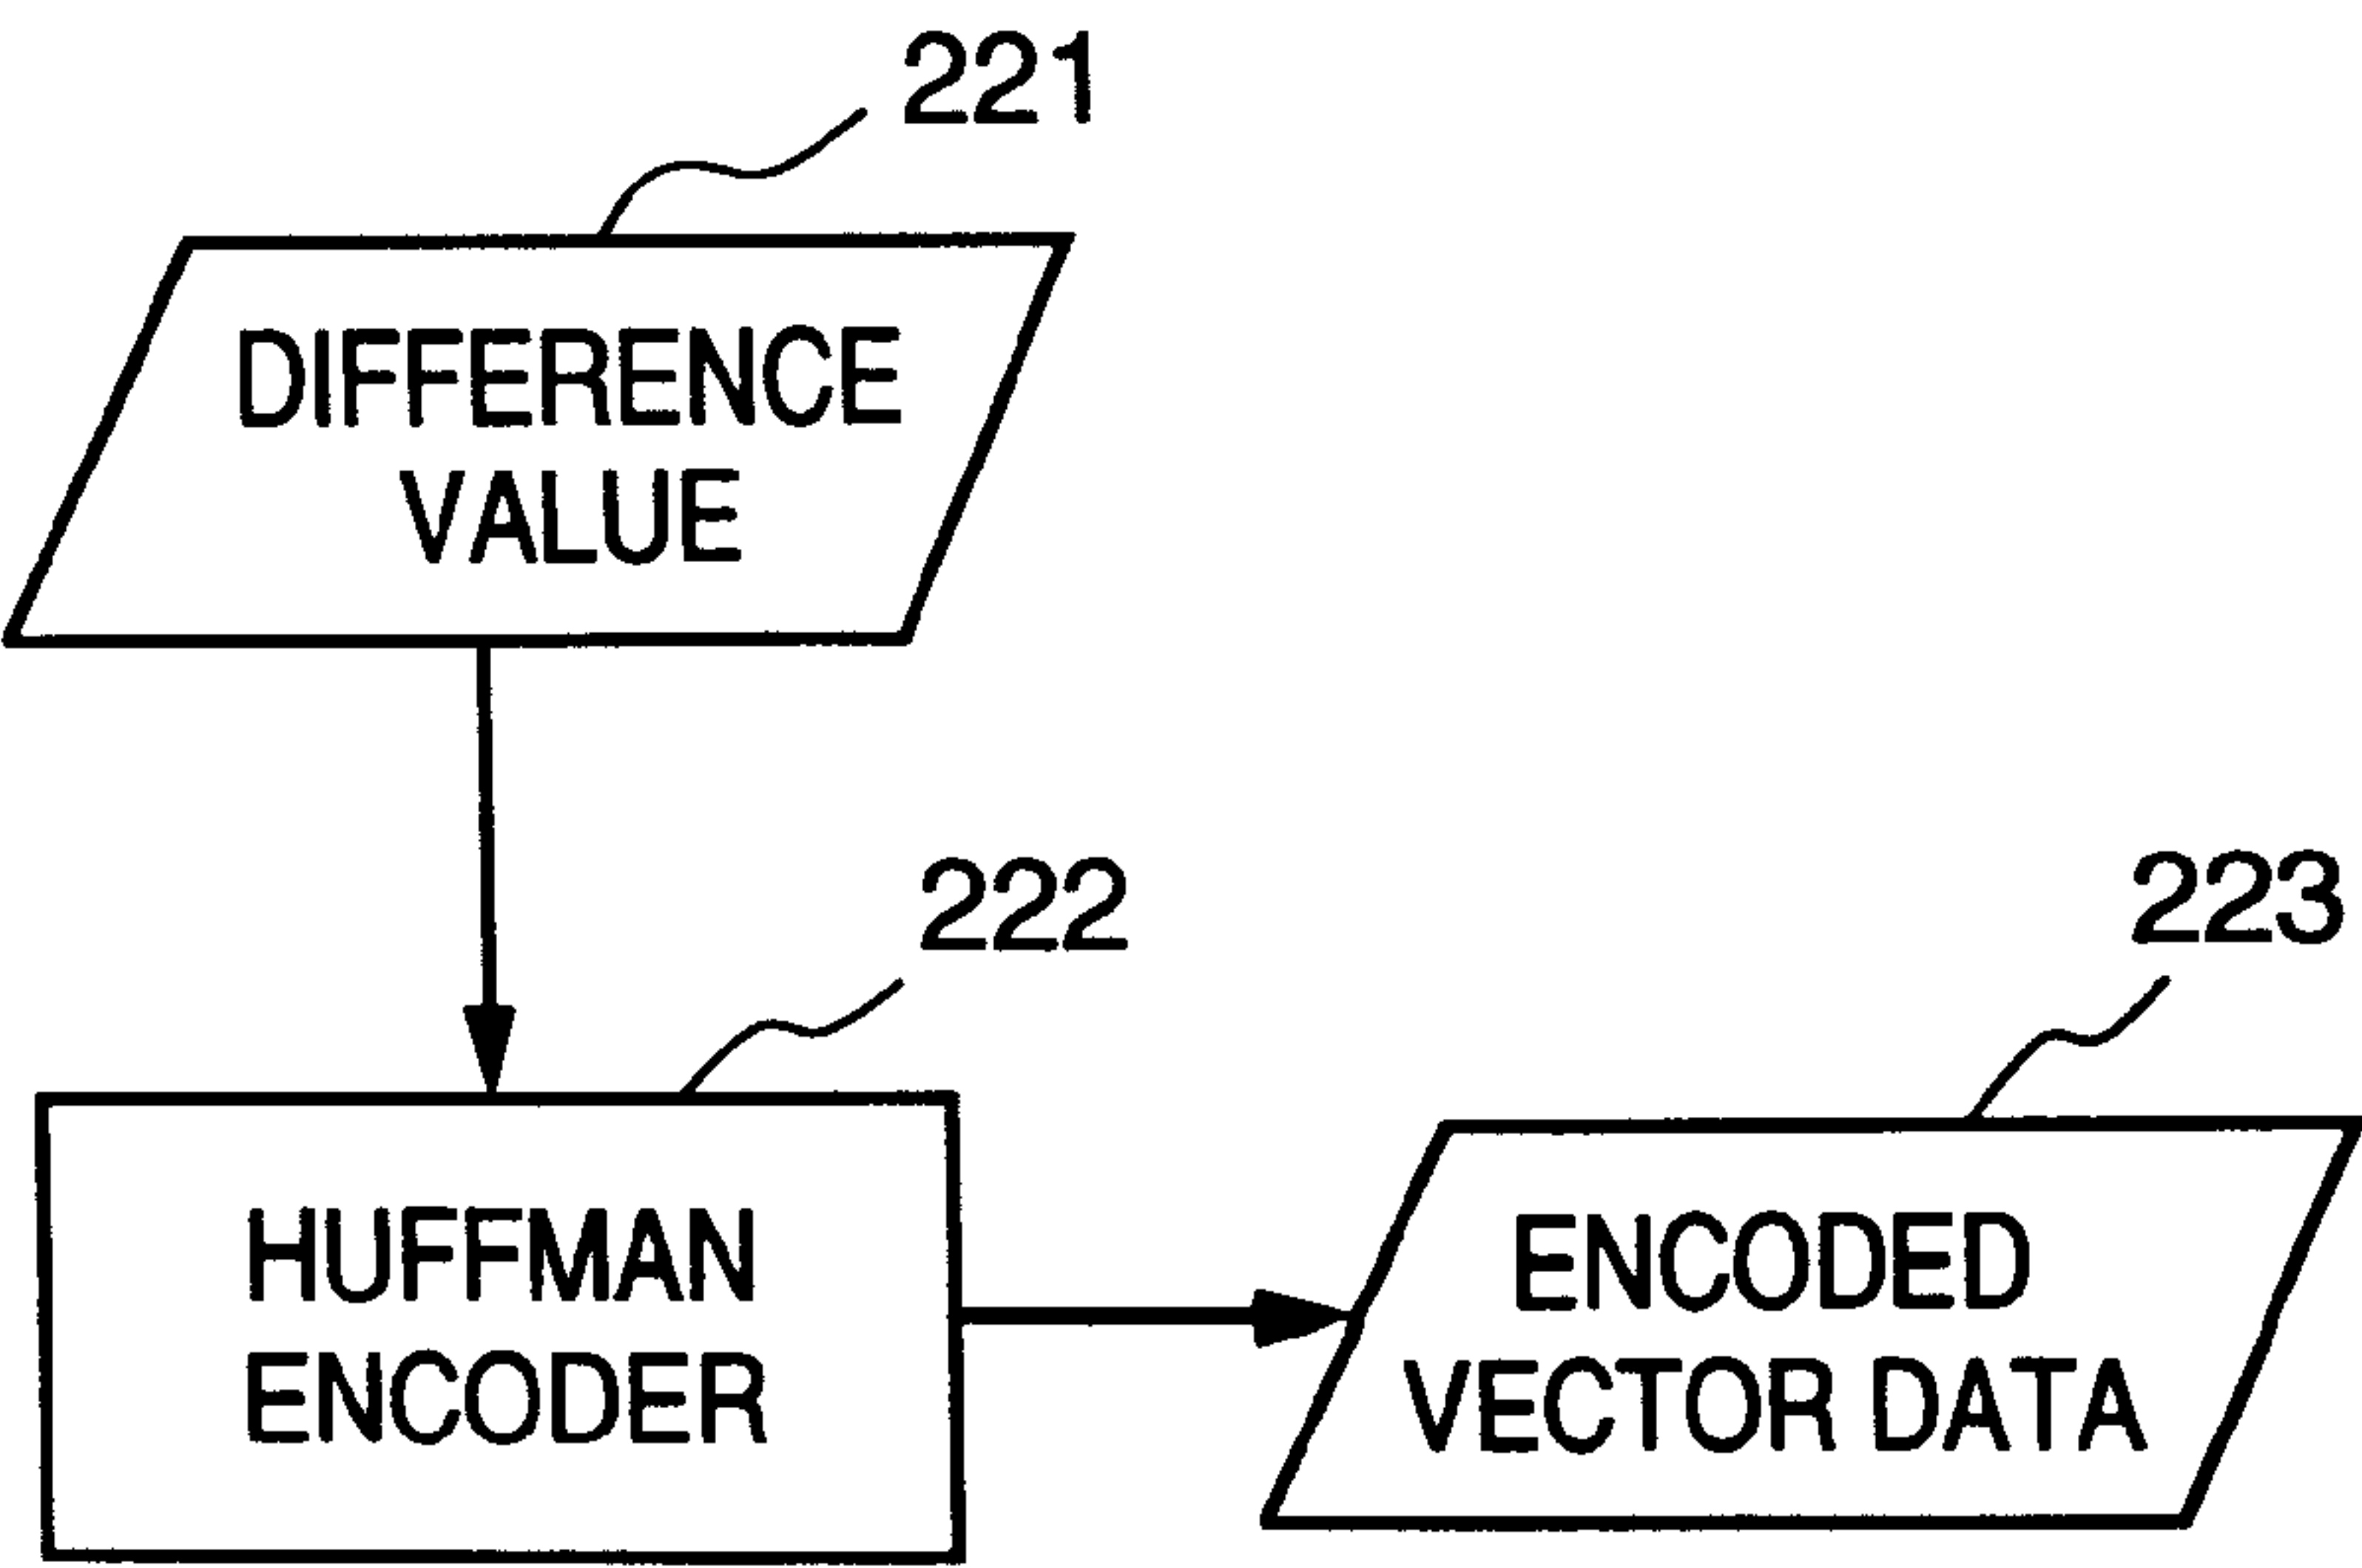 221
DIFFERENCE
VALUE
222
HUFFMAN
ENCODER
223
ENCODED
VECTOR DATA